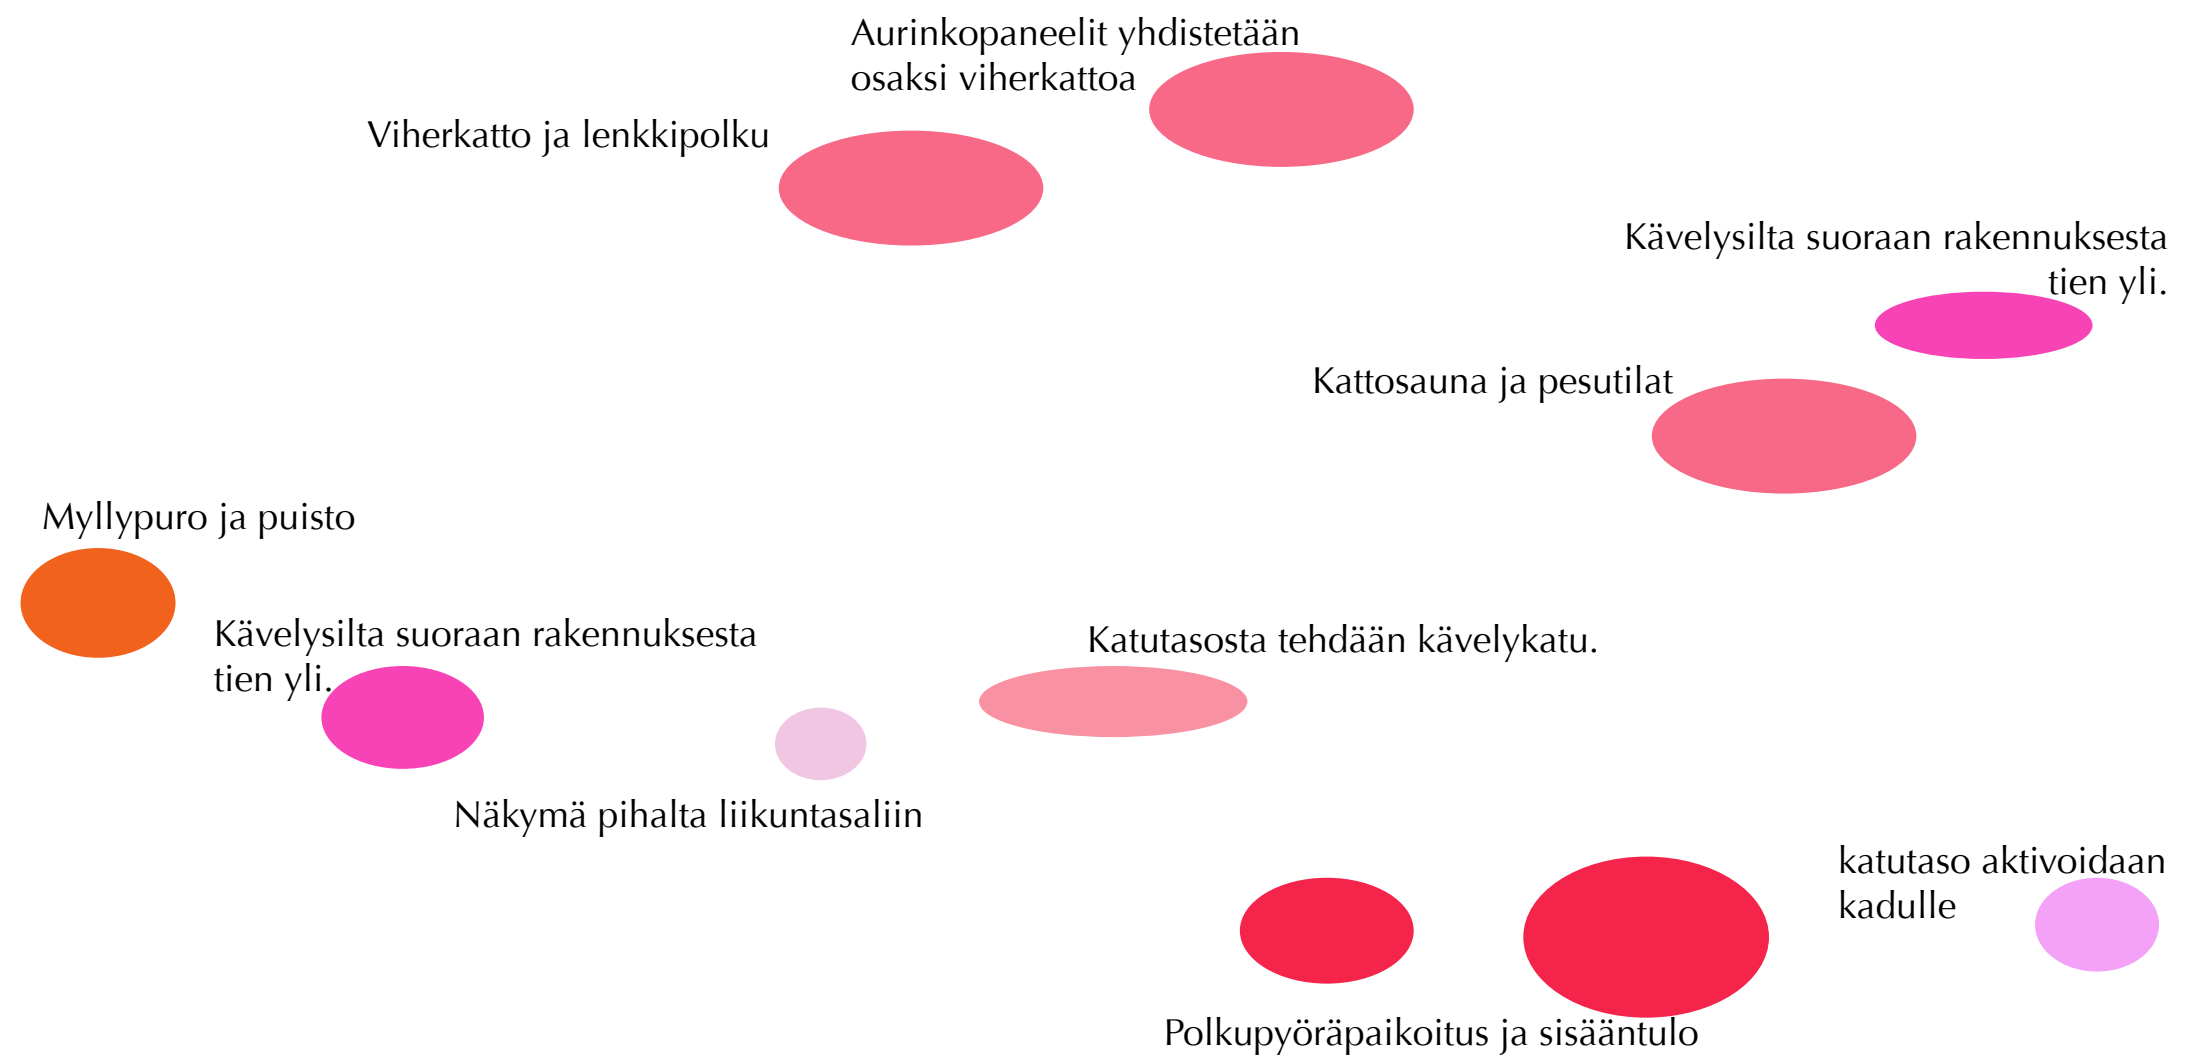 Aurinkopaneelit yhdistetään
osaksi viherkattoa
Viherkatto ja lenkkipolku
Kävelysilta suoraan rakennuksesta
tien yli.
Kattosauna ja pesutilat
Myllypuro ja puisto
Kävelysilta suoraan rakennuksesta
tien yli.
Katutasosta tehdään kävelykatu.
Näkymä pihalta liikuntasaliin
katutaso aktivoidaan
kadulle
Polkupyöräpaikoitus ja sisääntulo